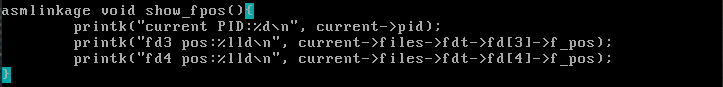 asmlinkage void show_fpos(){
printk("current PID:%d\n", current->pid);
printk("fd3 pos:%lld\n", current->files->fdt->fd[3]->f_pos);
printk("fd4 pos:%lld\n", current->files->fdt->fd[4]->f_pos);
}